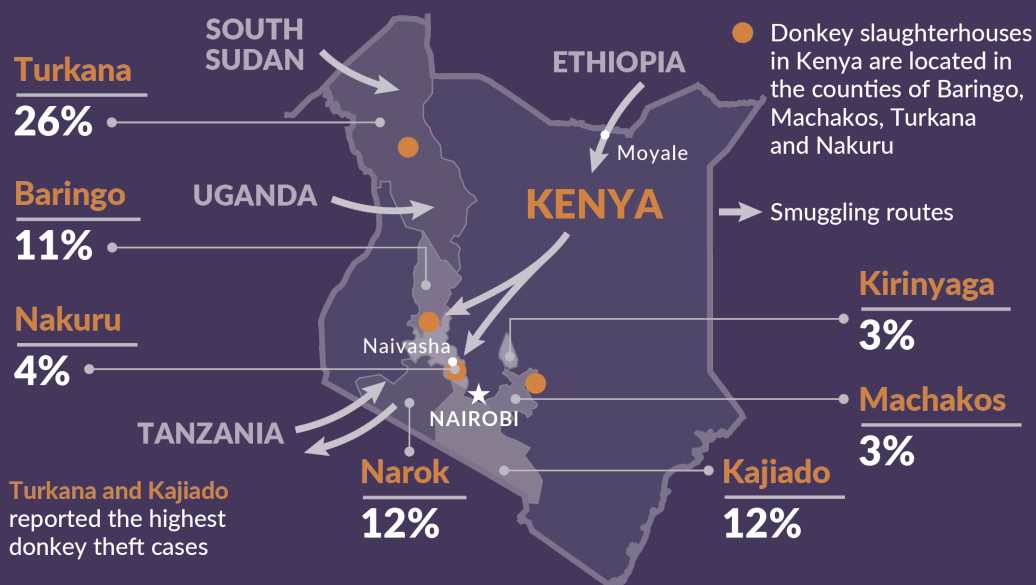 SOUTH
SUDAN
Turkana
26%
ETHIOPIA
Donkey slaughterhouses
in Kenya are located in
the counties of Baringo,
Machakos, Turkana
and Nakuru
Moyale
Baringo
11%
UGANDA
KENYA
Smuggling routes
Nakuru
4%
Naivasha
Kirinyaga
3%
NAIROBI
Machakos
3%
TANZANIA
Narok
12%
Kajiado
12%
Turkana and Kajiado
reported the highest
donkey theft cases